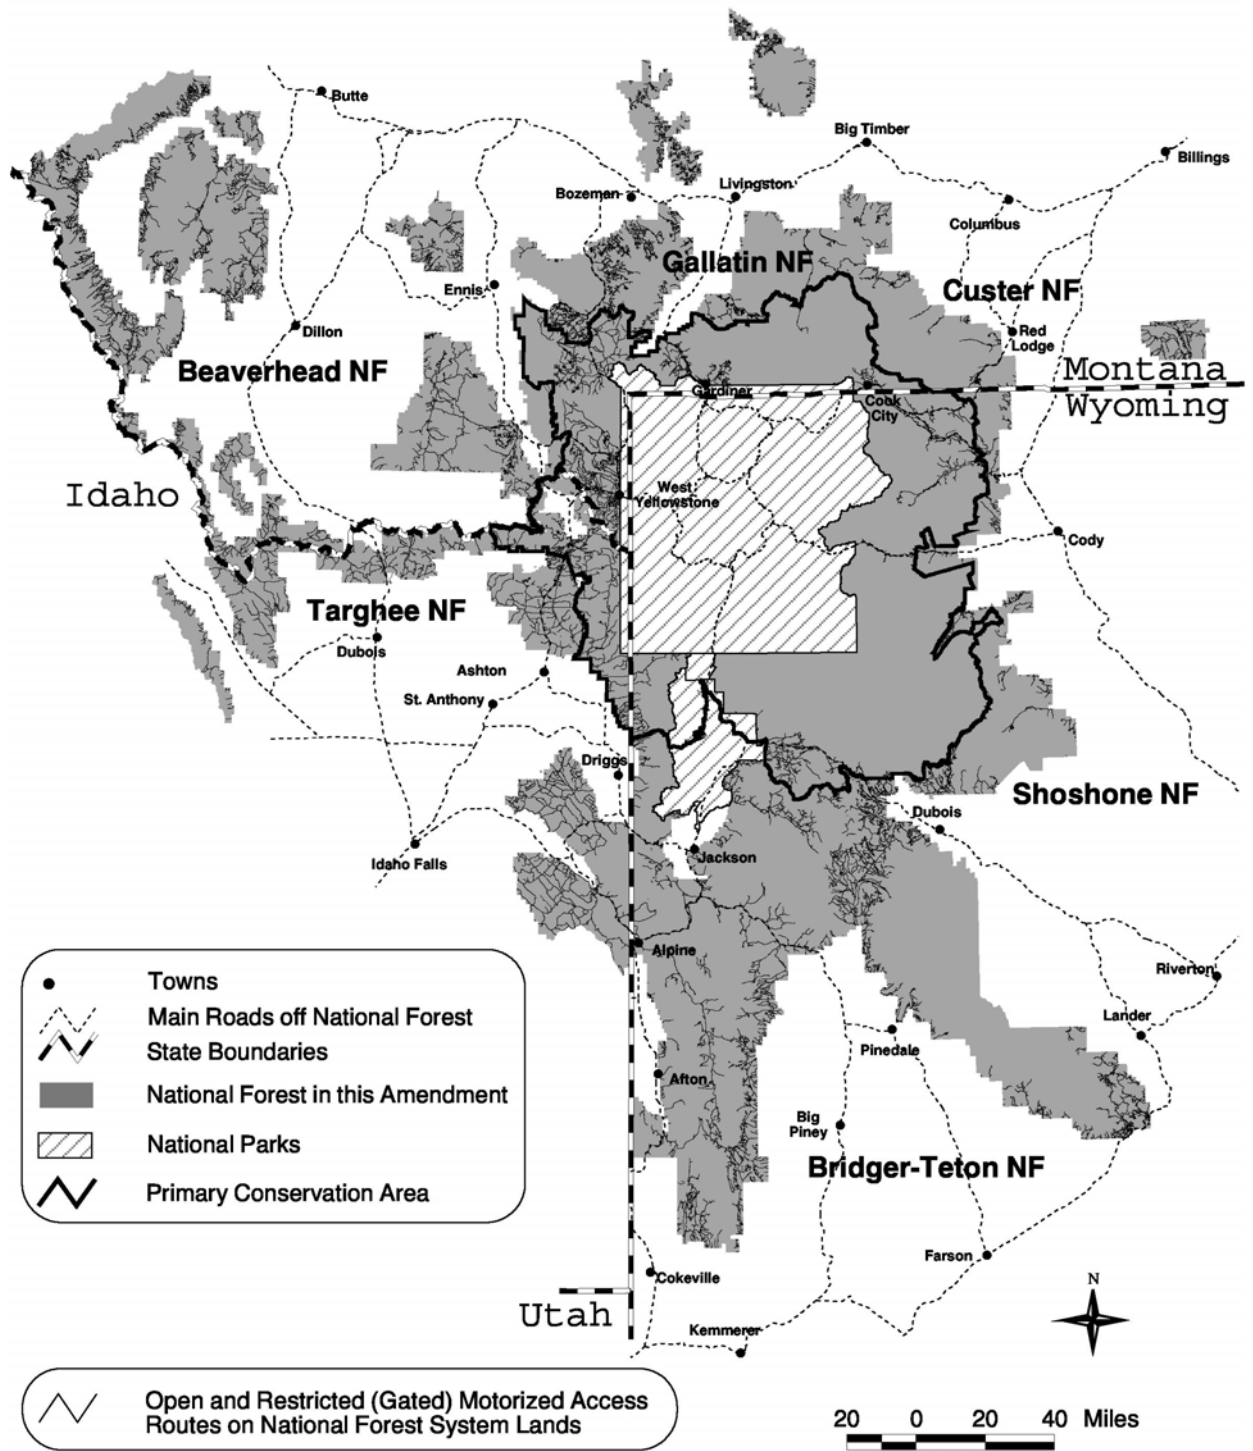 Butte
Big Timber
Billings
Bozeman
Livingston
Columbus
Gallatin NF
Ennis
Custer NF
Dillon
Red
Lodge
Beaverhead NF
Montana
Gardiner
Cook
City
Wyoming
Idaho
West
Yellowstone
Cody
Targhee NF
Dubois
Ashton
St. Anthony
Driggs
Shoshone NF
Dubois
Idaho Falls
Jackson
Alpine
Riverton
Lander
Pinedale
Afton
Big
Piney
Bridger-Teton NF
Farson
Cokeville
Utah
Kemmerer
N
Towns
Main Roads off National Forest
State Boundaries
National Forest in this Amendment
National Parks
Primary Conservation Area
Open and Restricted (Gated) Motorized Access
Routes on National Forest System Lands
20 0 20 40 Miles